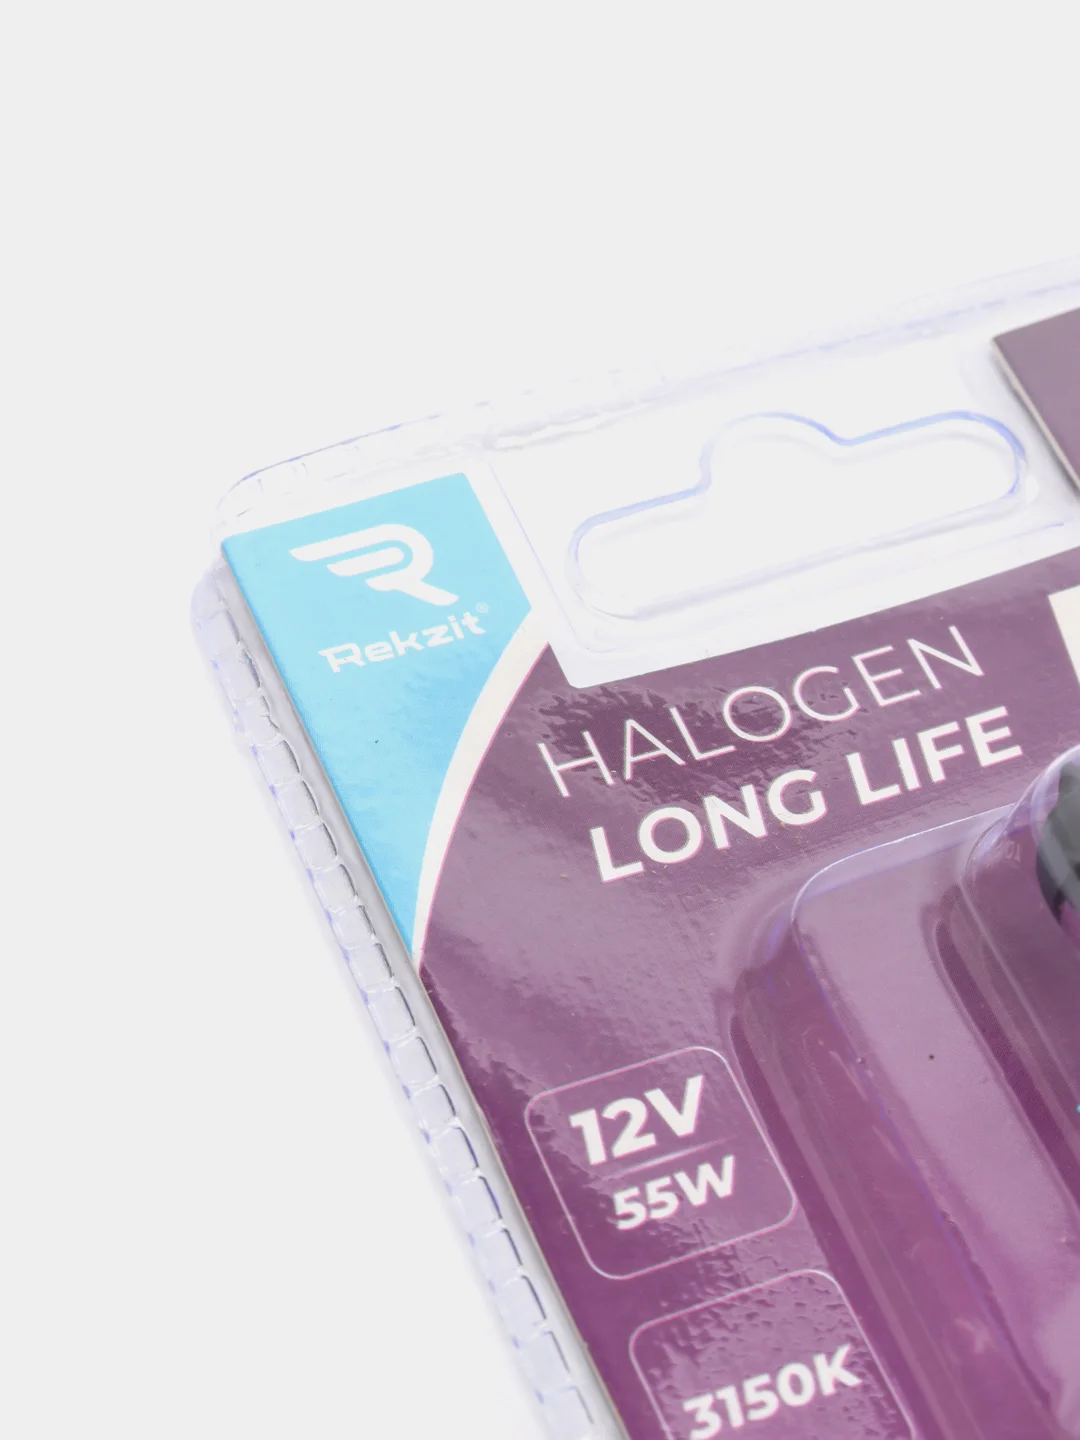 Rekzit®
HALOGEN
LONG LIFE
12V
55W
3150K